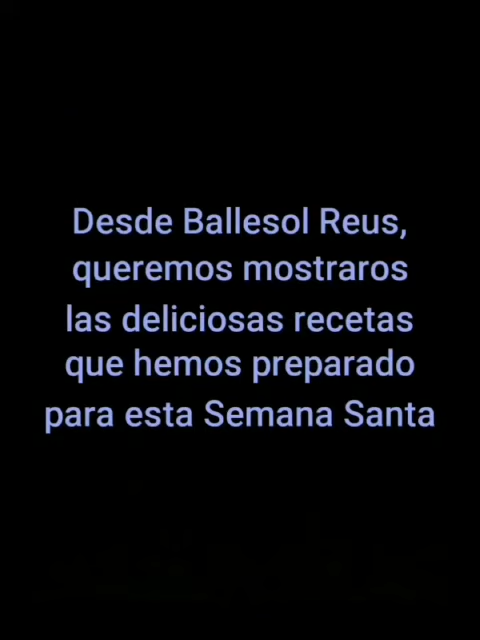 Desde Ballesol Reus,
queremos mostraros
las deliciosas recetas
que hemos preparado
para esta Semana Santa